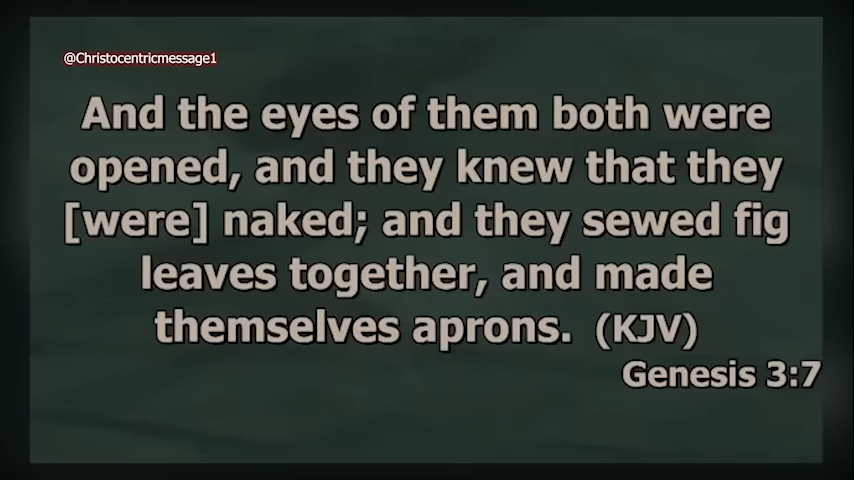 @Christocentricmessage1
And the eyes of them both were
opened, and they knew that they
[were] naked; and they sewed fig
leaves together, and made
themselves aprons. (KJV)
Genesis 3:7